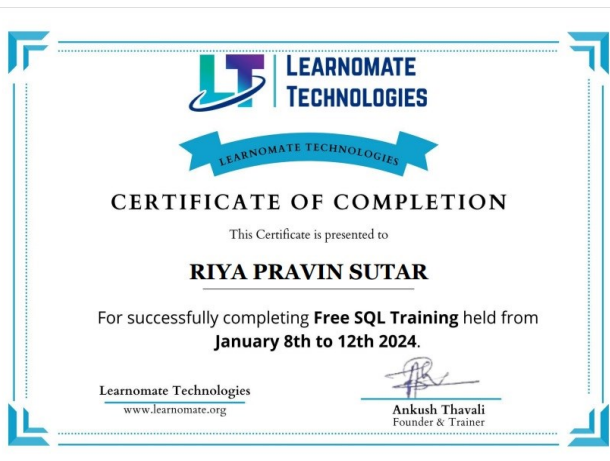 LT
LEARNOMATE
TECHNOLOGIES
LEARNOMATE TECHNOLOGIES
CERTIFICATE OF COMPLETION
This Certificate is presented to
RIYA PRAVIN SUTAR
For successfully completing Free SQL Training held from
January 8th to 12th 2024.
Learnomate Technologies
www.learnomate.org
Ankush Thavali
Founder & Trainer